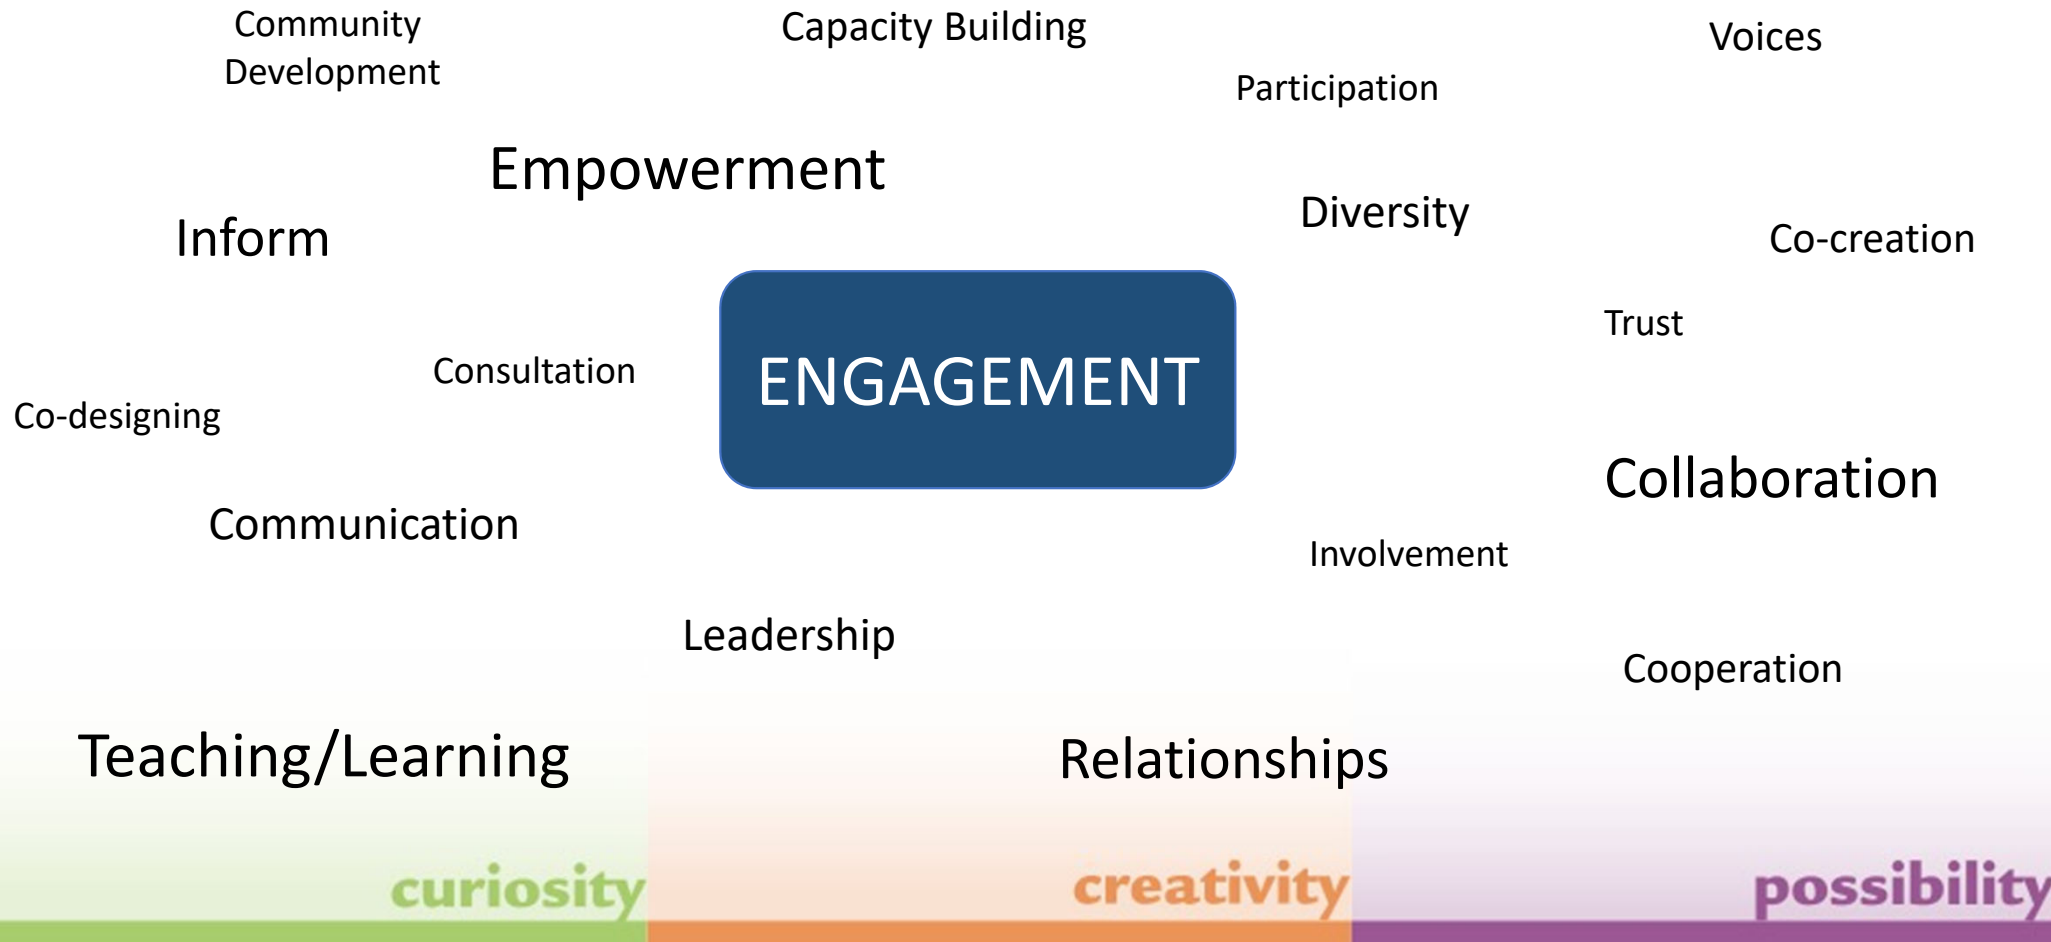 Community
Development
Capacity Building
Voices
Participation
Empowerment
Diversity
Inform
Co-creation
Trust
Consultation
ENGAGEMENT
Co-designing
Collaboration
Communication
Involvement
Leadership
Cooperation
Teaching/Learning
Relationships
curiosity
creativity
possibility